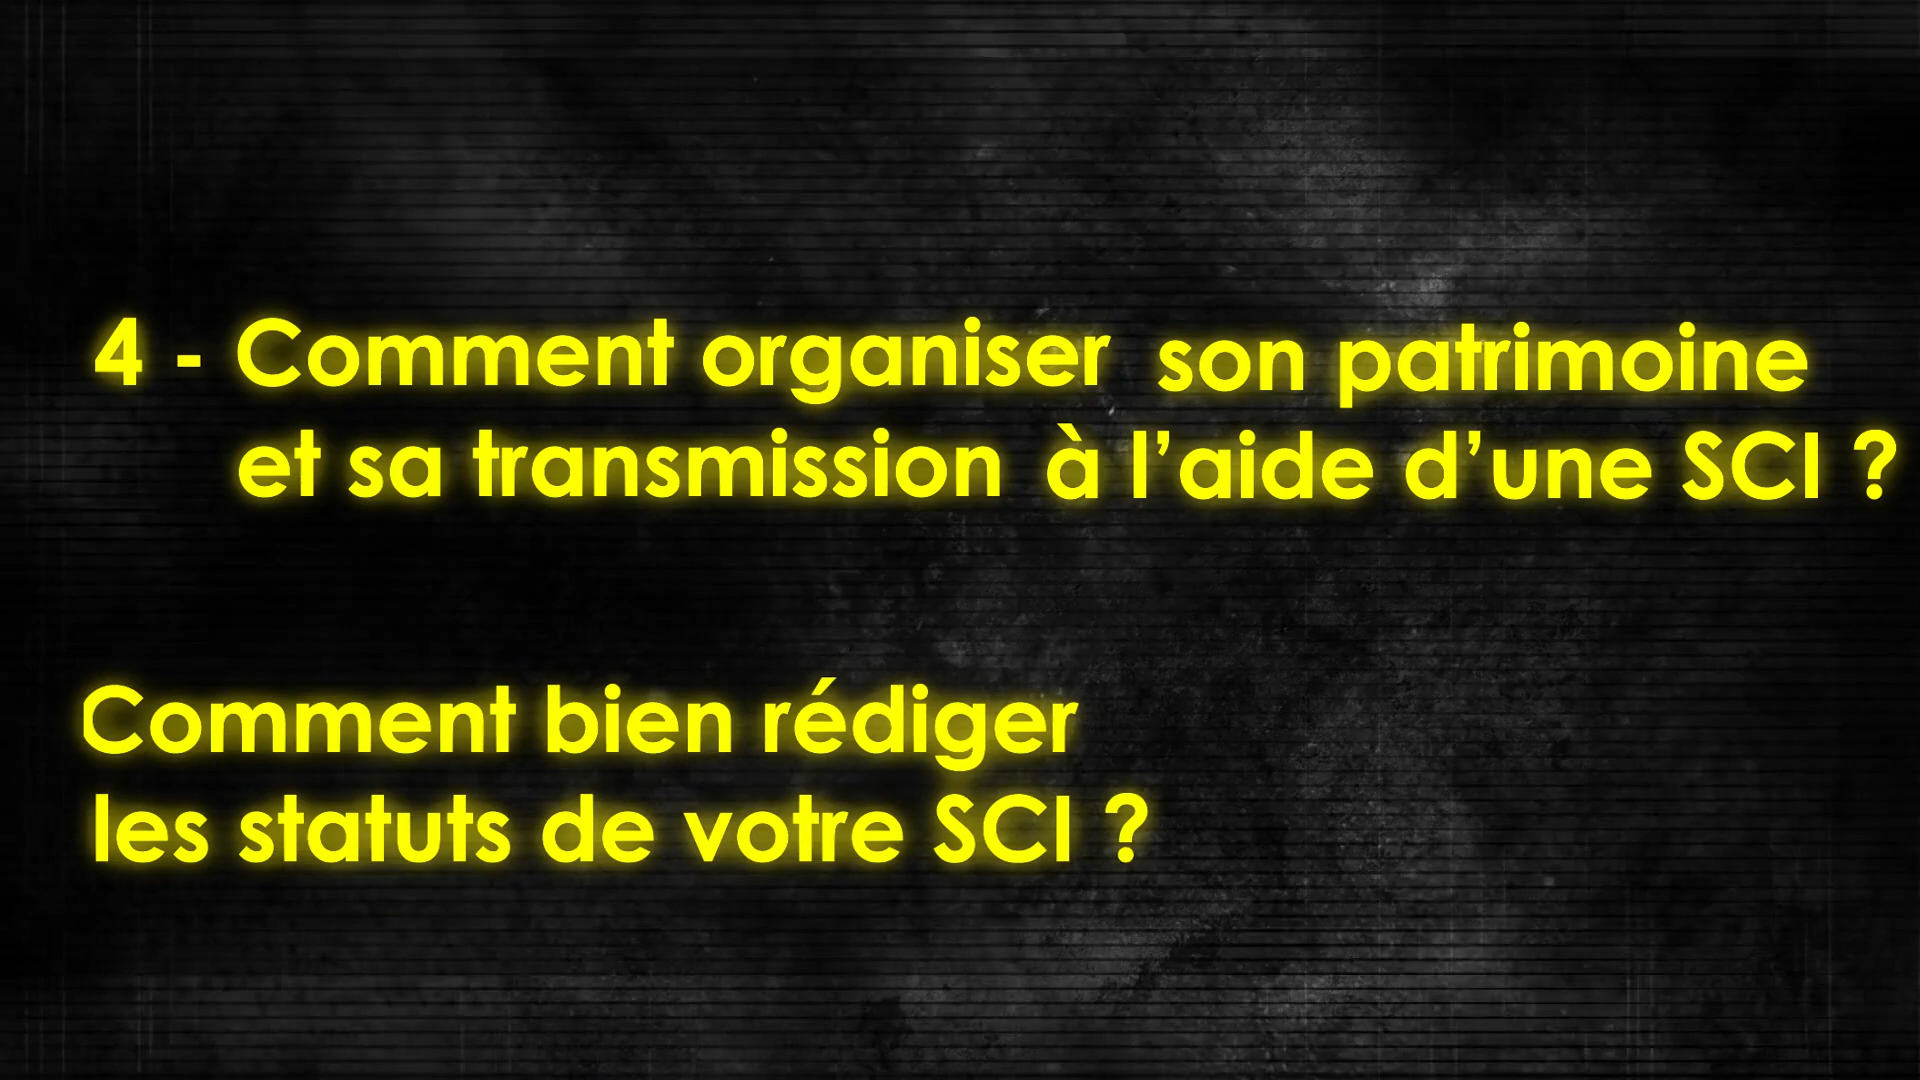 4 - Comment organiser son patrimoine
et sa transmission à l’aide d’une SCI ?
Comment bien rédiger
les statuts de votre SCI ?